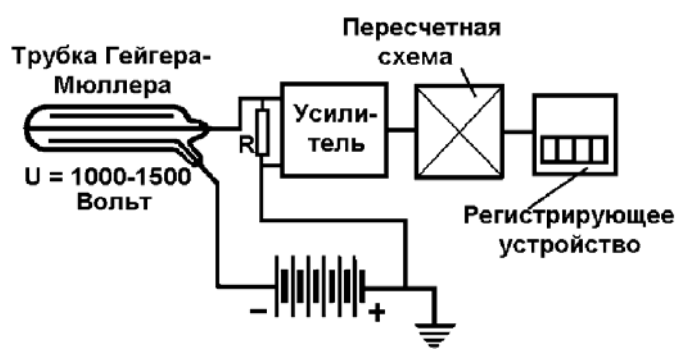 Трубка Гейгера-
Мюллера
Пересчетная
схема
Усили-
тель
R
U = 1000-1500
Вольт
Регистрирующее
устройство
– +